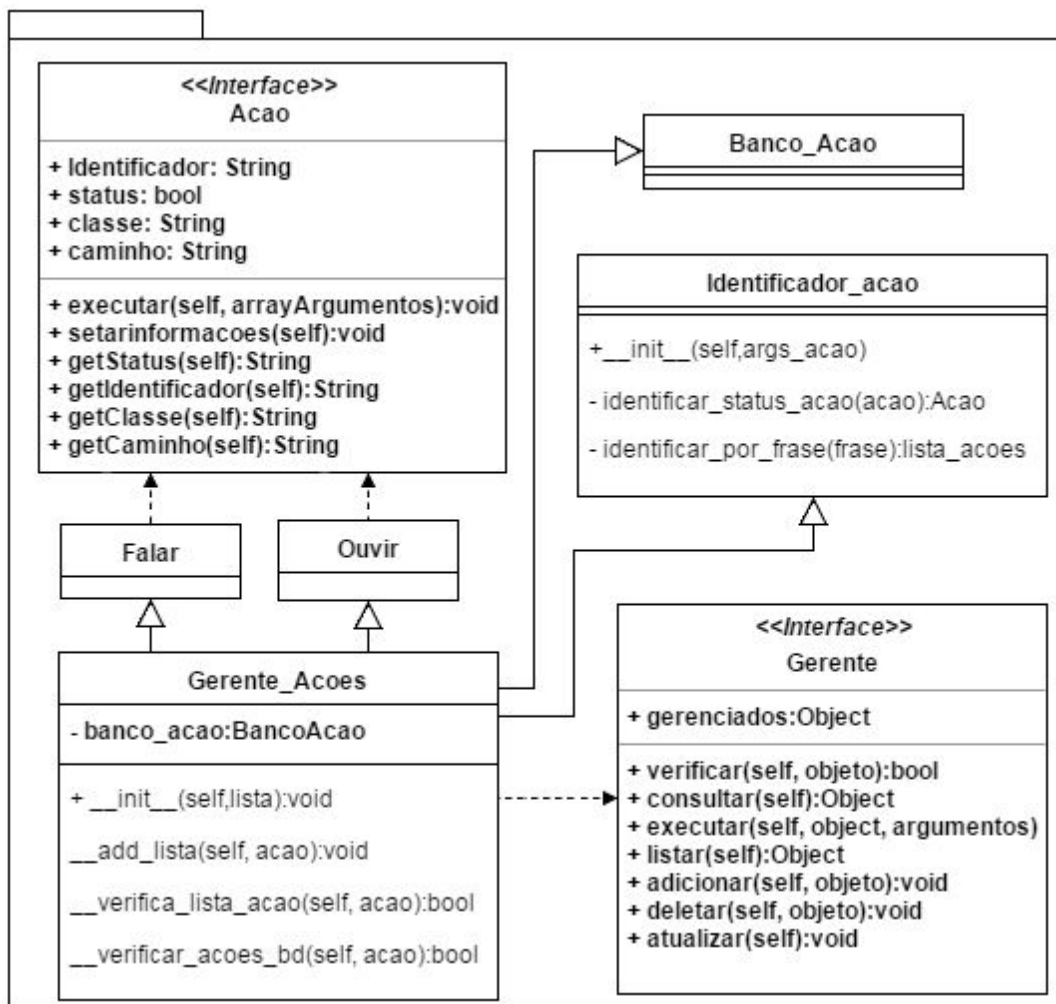 <<Interface>>
Acao
+ Identificador: String
+ status: bool
+ classe: String
+ caminho: String
+ executar(self, arrayArgumentos):void
+ setarinformacoes(self):void
+ getStatus(self):String
+ getIdentificador(self):String
+ getClasse(self):String
+ getCaminho(self):String
Banco_Acao
Identificador_acao
+__init__(self,args_acao)
- identificar_status_acao(acao):Acao
- identificar_por_frase(frase):lista_acoes
Falar
Ouvir
Gerente_Acoes
- banco_acao:BancoAcao
+ __init__(self,lista):void
__add_lista(self, acao):void
__verifica_lista_acao(self, acao):bool
__verificar_acoes_bd(self, acao):bool
<<Interface>>
Gerente
+ gerenciados:Object
+ verificar(self, objeto):bool
+ consultar(self):Object
+ executar(self, object, argumentos)
+ listar(self):Object
+ adicionar(self, objeto):void
+ deletar(self, objeto):void
+ atualizar(self):void